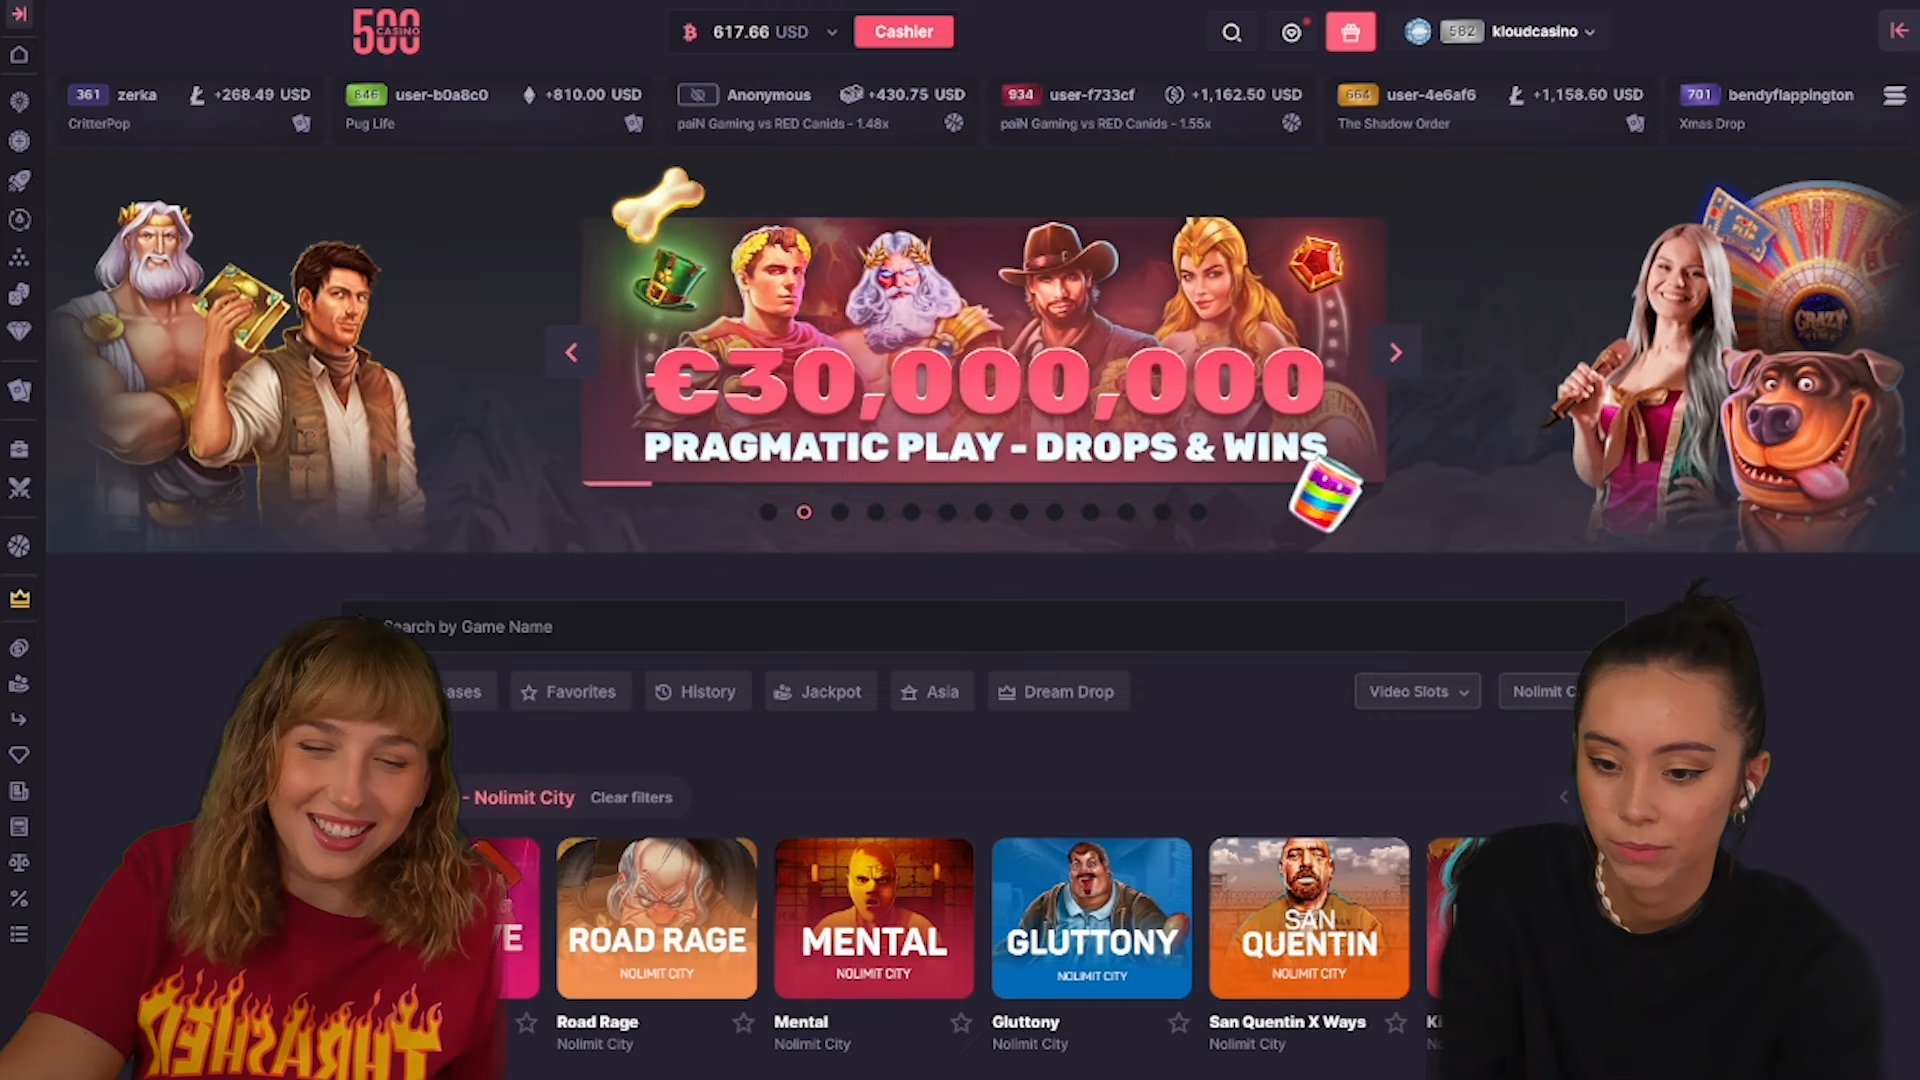 500
CASINO
617.66 USD
Cashier
582
kloudcasino
361 zerka +268.49 USD
CritterPop
846 user-b0a8c0 +810.00 USD
Pug Life
Anonymous +430.75 USD
paiN Gaming vs RED Canids - 1.48x
934 user-f733cf +1,162.50 USD
paiN Gaming vs RED Canids - 1.55x
664 user-4e6af6 +1,158.60 USD
The Shadow Order
701 bendyflappington
Xmas Drop
CRAZY
TIME
€30,000,000
PRAGMATIC PLAY - DROPS & WINS
Search by Game Name
ases
Favorites
History
Jackpot
Asia
Dream Drop
Video Slots
Nolimit C
- Nolimit City
Clear filters
VE
ROAD RAGE
NOLIMIT CITY
MENTAL
NOLIMIT CITY
GLUTTONY
NOLIMIT CITY
SAN
QUENTIN
NOLIMIT CITY
Road Rage
Nolimit City
Mental
Nolimit City
Gluttony
Nolimit City
San Quentin X Ways
Nolimit City
Ki
No
THRASHER